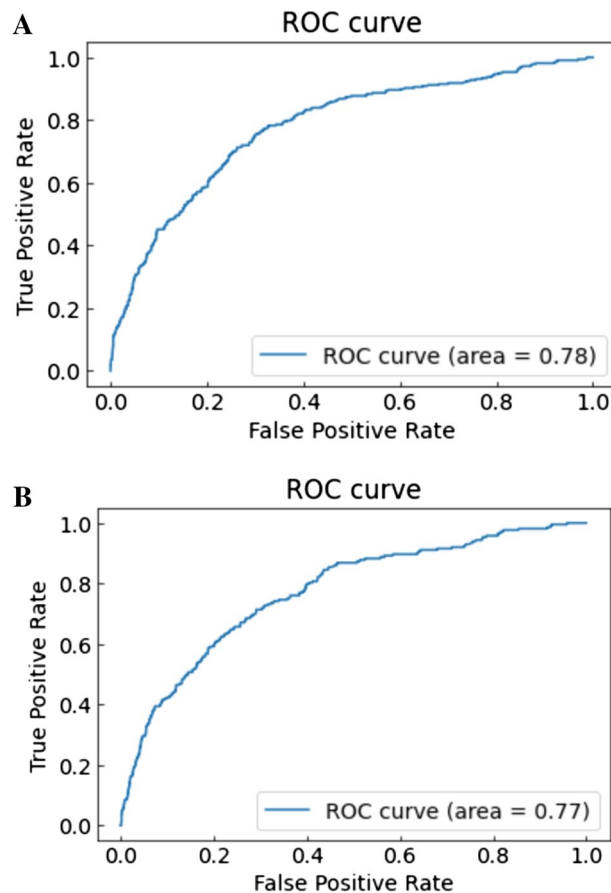 A
ROC curve
1.0
0.8
0.6
0.4
0.2
0.0
True Positive Rate
ROC curve (area = 0.78)
0.0 0.2 0.4 0.6 0.8 1.0
False Positive Rate
B
ROC curve
1.0
0.8
0.6
0.4
0.2
0.0
True Positive Rate
ROC curve (area = 0.77)
0.0 0.2 0.4 0.6 0.8 1.0
False Positive Rate